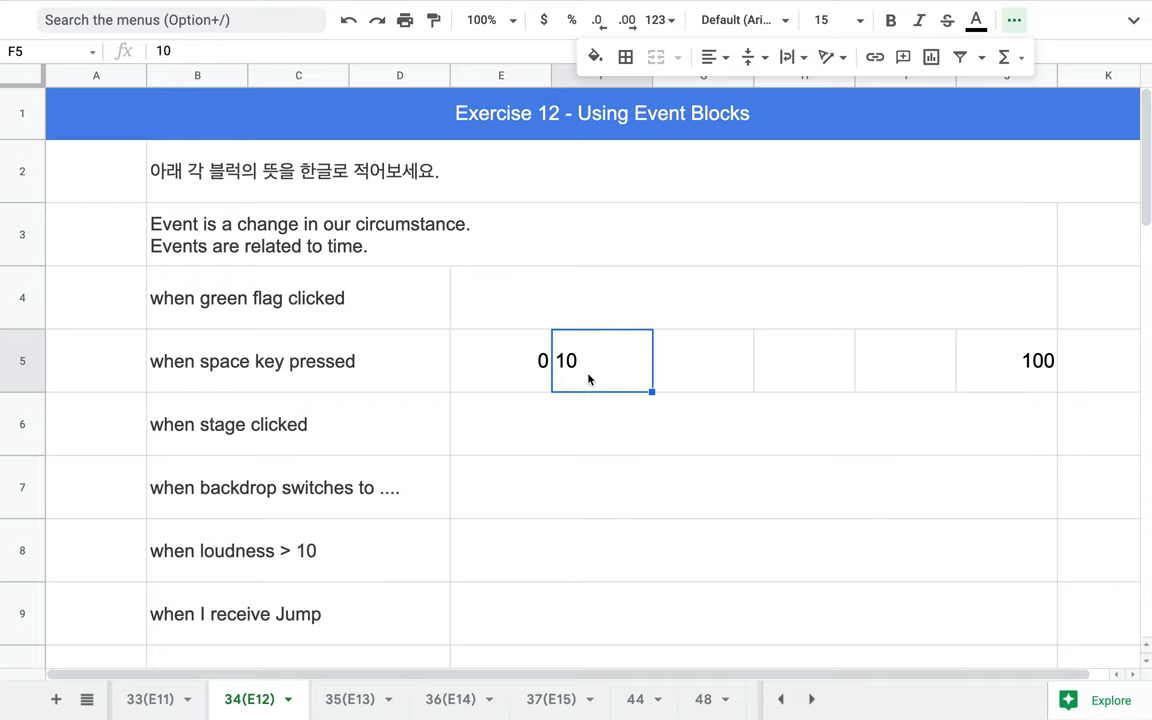 Search the menus (Option+/)
100%
$
%
.0
.00
123
Default (Ari...
15
B
I
S
A
F5
fx
10
A B C D E F G H I J K
1 Exercise 12 - Using Event Blocks
2 아래 각 블럭의 뜻을 한글로 적어보세요.
3 Event is a change in our circumstance.
Events are related to time.
4 when green flag clicked
5 when space key pressed 0 10 100
6 when stage clicked
7 when backdrop switches to ....
8 when loudness > 10
9 when I receive Jump
33(E11) 34(E12) 35(E13) 36(E14) 37(E15) 44 48 Explore